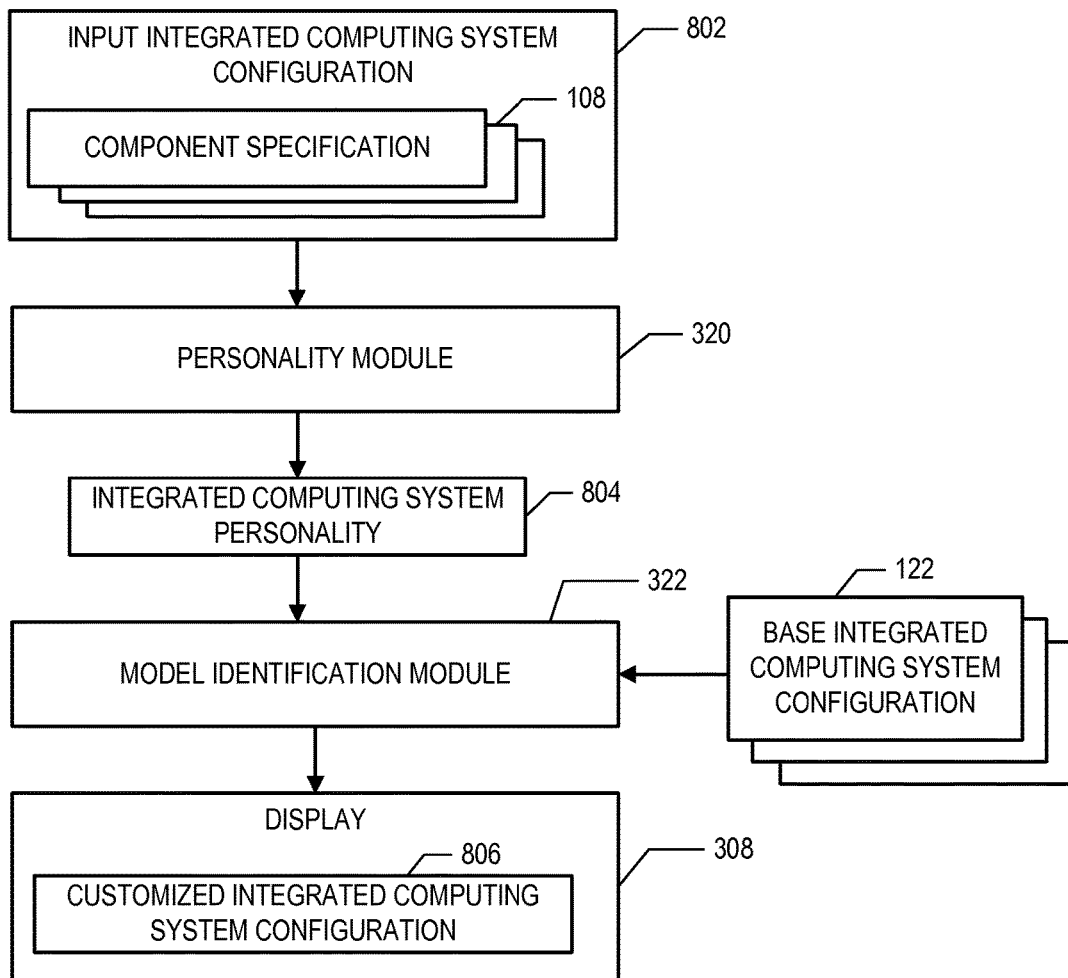 INPUT INTEGRATED COMPUTING SYSTEM
CONFIGURATION
802
108
COMPONENT SPECIFICATION
PERSONALITY MODULE
320
INTEGRATED COMPUTING SYSTEM
PERSONALITY
804
322
MODEL IDENTIFICATION MODULE
122
BASE INTEGRATED
COMPUTING SYSTEM
CONFIGURATION
DISPLAY
308
806
CUSTOMIZED INTEGRATED COMPUTING
SYSTEM CONFIGURATION